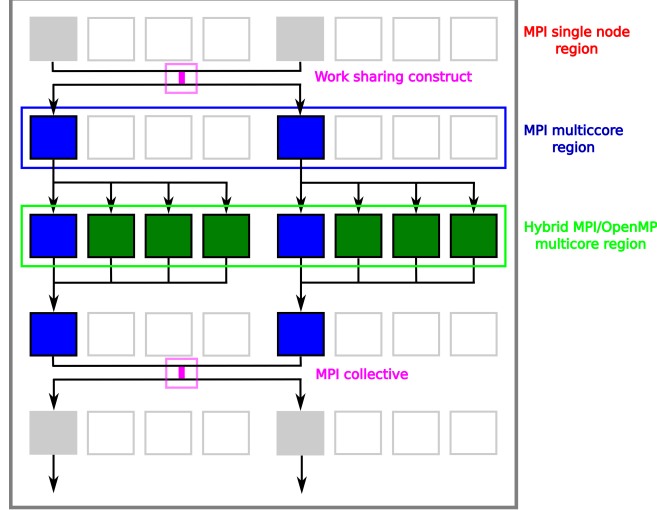 MPI single node
region
Work sharing construct
MPI multiccore
region
Hybrid MPI/OpenMP
multicore region
MPI collective